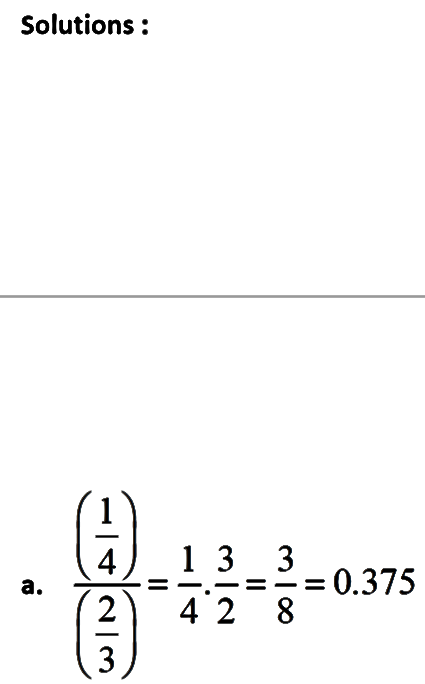 Solutions :
a. (1/4)/(2/3) = 1/4 . 3/2 = 3/8 = 0.375